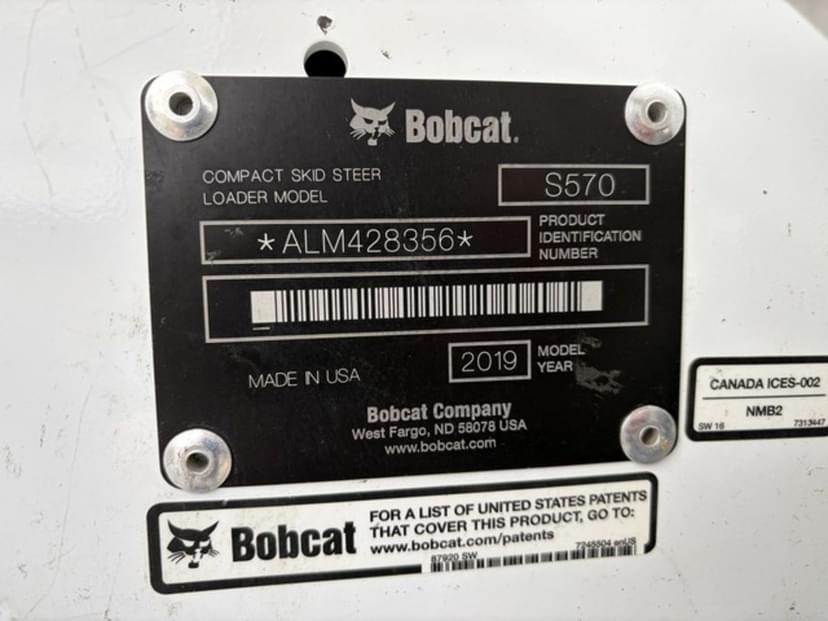 Bobcat.
COMPACT SKID STEER
LOADER MODEL
S570
*ALM428356*
PRODUCT
IDENTIFICATION
NUMBER
MADE IN USA
2019
MODEL
YEAR
Bobcat Company
West Fargo, ND 58078 USA
www.bobcat.com
CANADA ICES-002
NMB2
SW 16 7313447
Bobcat
FOR A LIST OF UNITED STATES PATENTS
THAT COVER THIS PRODUCT, GO TO:
www.bobcat.com/patents
87920 SW 7245504 enUS